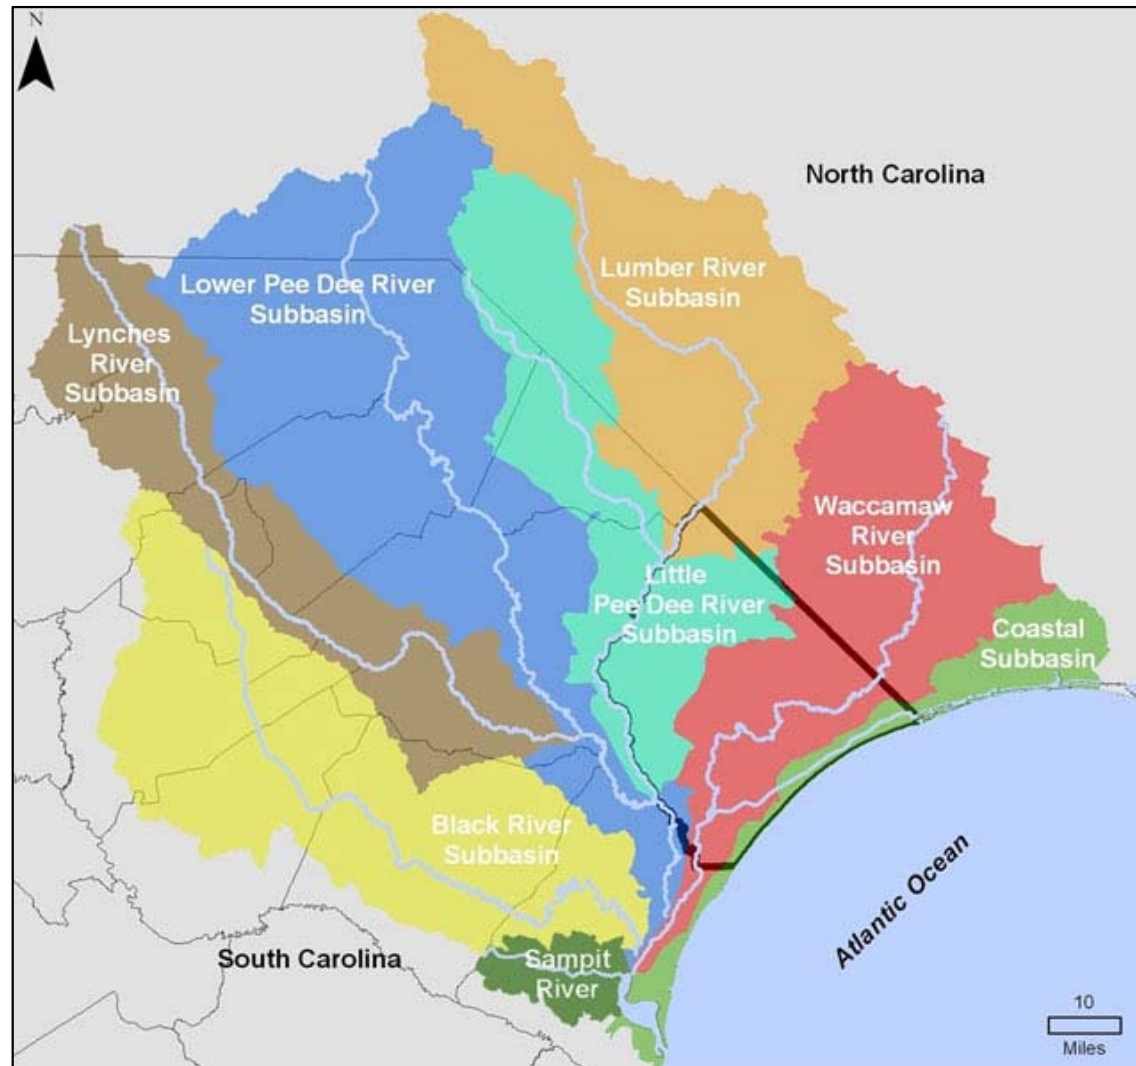 N
North Carolina
Lumber River
Subbasin
Lower Pee Dee River
Subbasin
Lynches
River
Subbasin
Waccamaw
River
Subbasin
Little
Pee Dee River
Subbasin
Coastal
Subbasin
Black River
Subbasin
Atlantic Ocean
South Carolina
Sampit
River
10
Miles